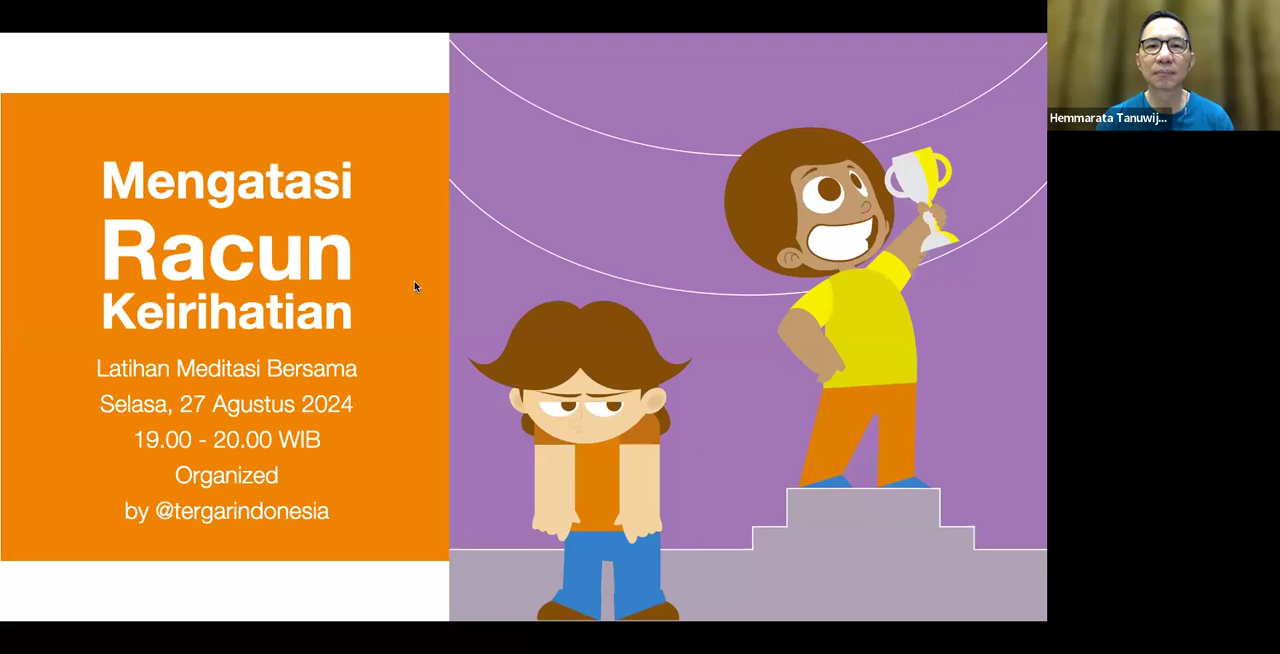 Mengatasi
Racun
Keirihatian
Latihan Meditasi Bersama
Selasa, 27 Agustus 2024
19.00 - 20.00 WIB
Organized
by @tergarindonesia
Hemmarata Tanuwij...